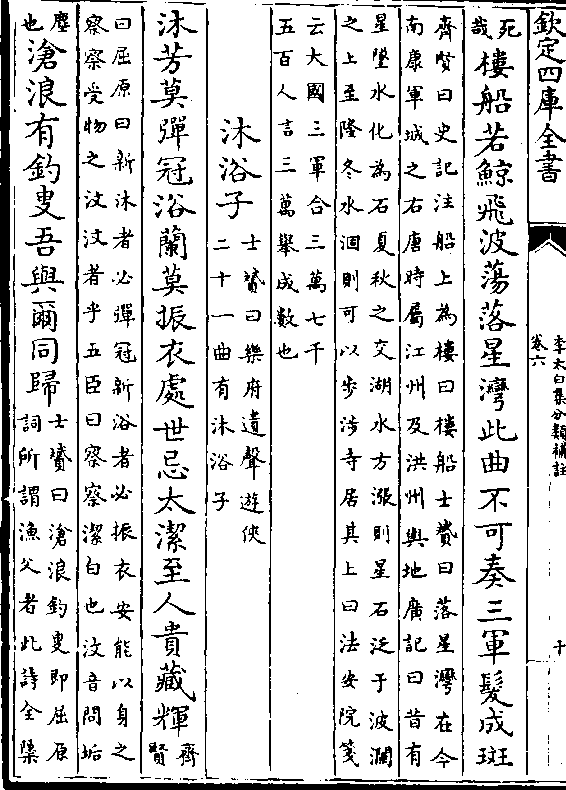 欽定四庫全書
李太白集分類補註
卷六
十
死
哉樓船若鯨飛波蕩落星灣此曲不可奏三軍髮成斑
齊賢曰史記注船上為樓曰樓船士贇曰落星灣在今
南康軍城之右唐時屬江州及洪州輿地廣記曰昔有
星墜水化為石夏秋之交湖水方漲則星石泛于波瀾
之上至隆冬水涸則可以步涉寺居其上曰法安院箋
云大國三軍合三萬七千
五百人言三萬舉成數也
沐浴子
士贇曰樂府遺聲遊俠
二十一曲有沐浴子
沐芳莫彈冠浴蘭莫振衣處世忌太潔至人貴藏輝
齊
賢
曰屈原曰新沐者必彈冠新浴者必振衣安能以身之
察察受物之汶汶者乎五臣曰察察潔白也汶音問垢
塵
也
滄浪有釣叟吾與爾同歸
士贇曰滄浪釣叟即屈原
詞所謂漁父者此詩全檃